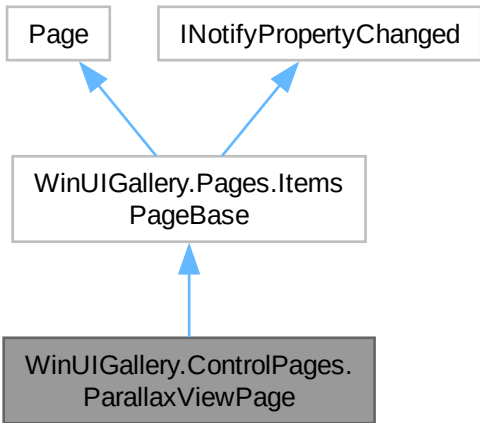 Page
INotifyPropertyChanged
WinUIGallery.Pages.Items
PageBase
WinUIGallery.ControlPages.
ParallaxViewPage